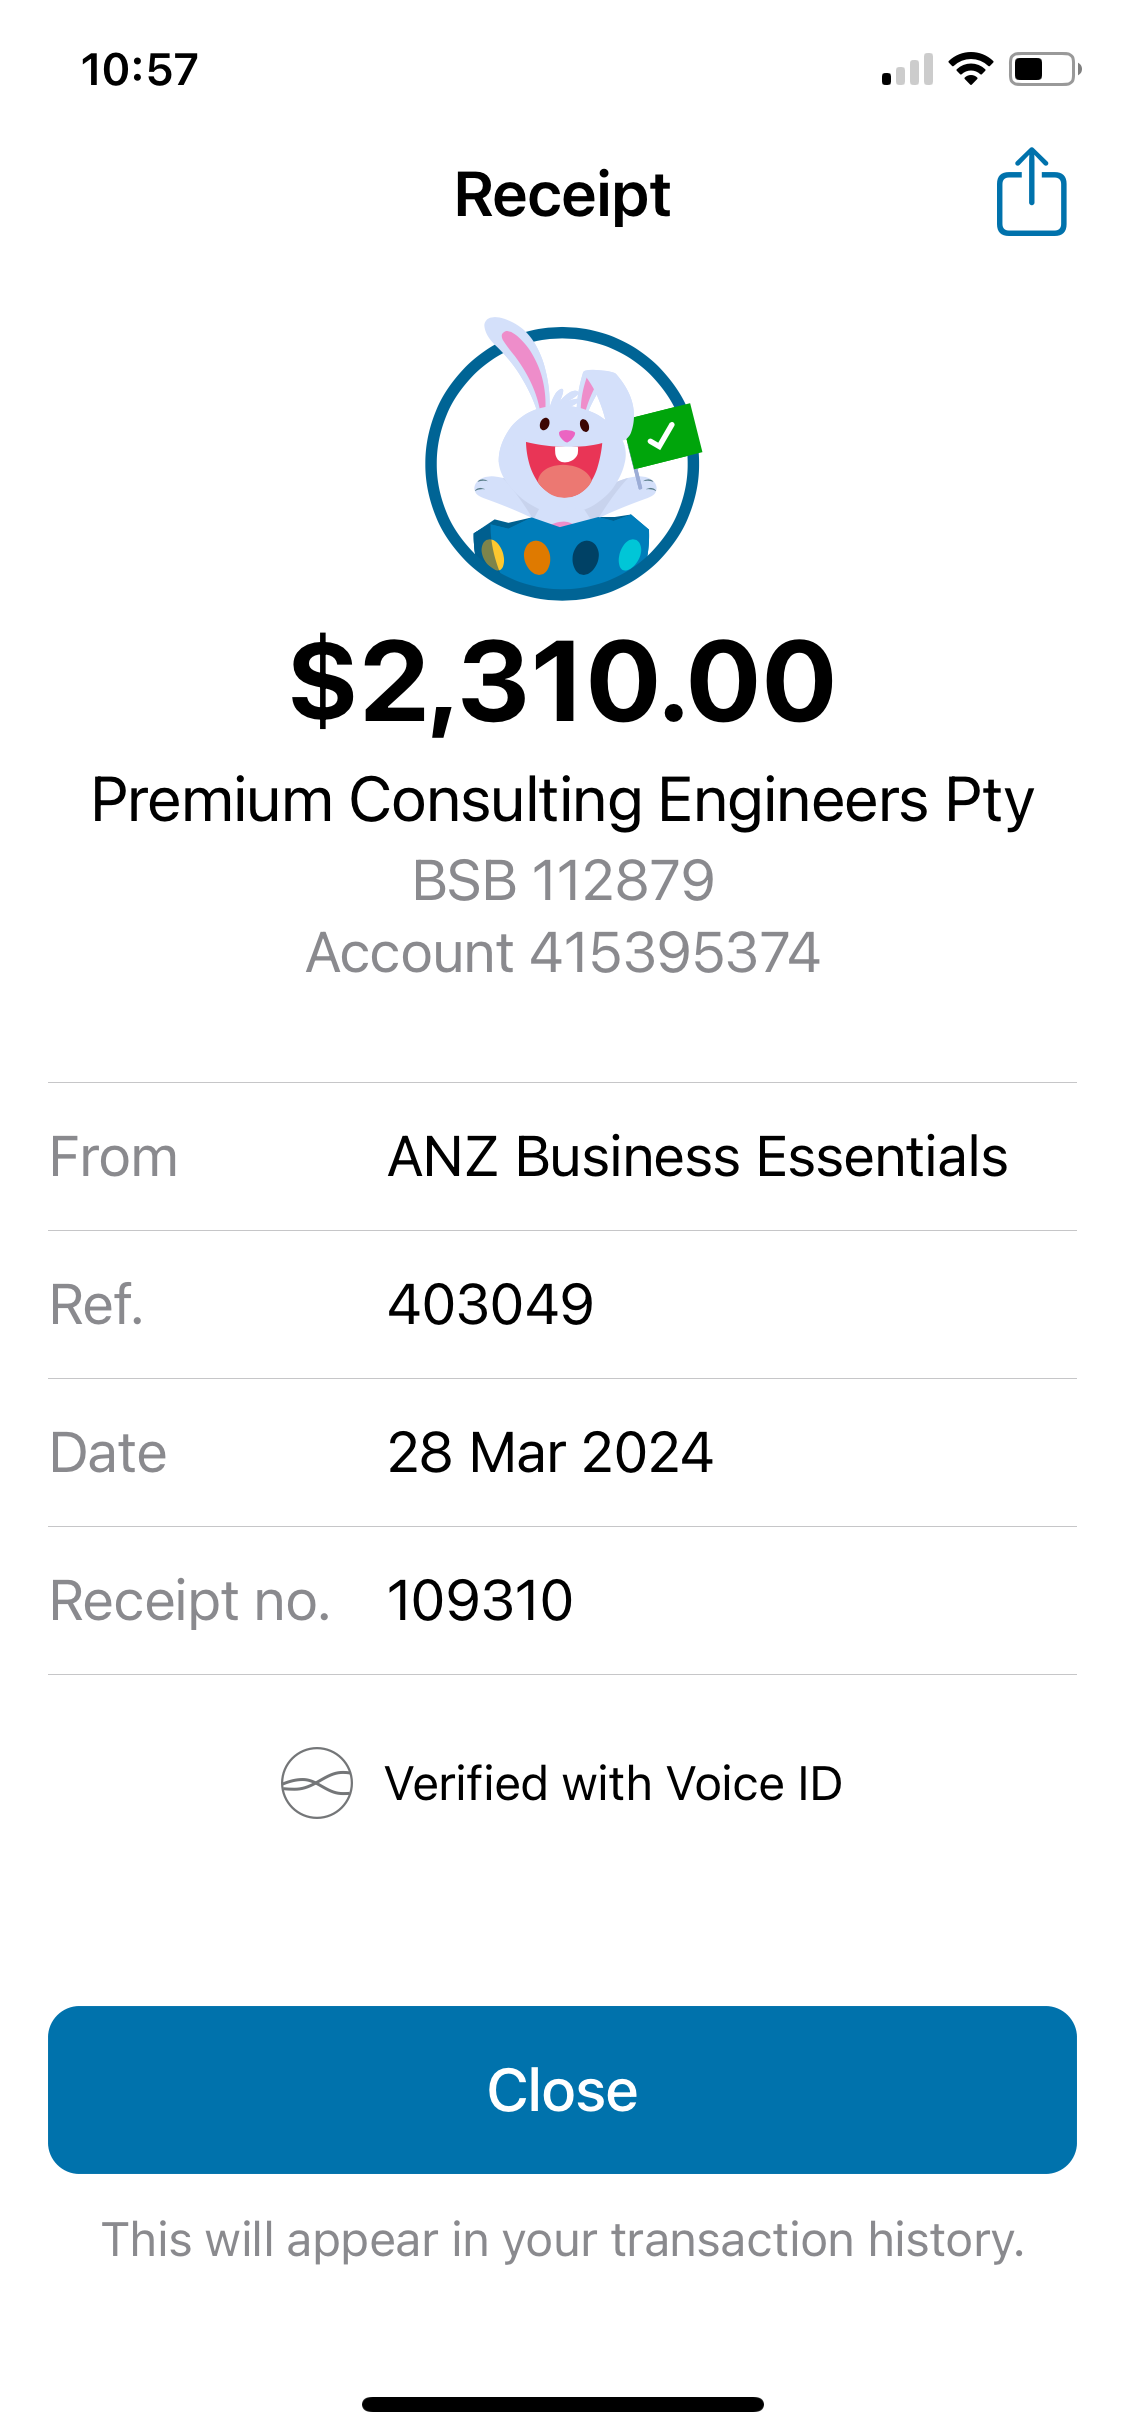 10:57
Receipt
$2,310.00
Premium Consulting Engineers Pty
BSB 112879
Account 415395374
From ANZ Business Essentials
Ref. 403049
Date 28 Mar 2024
Receipt no. 109310
Verified with Voice ID
Close
This will appear in your transaction history.